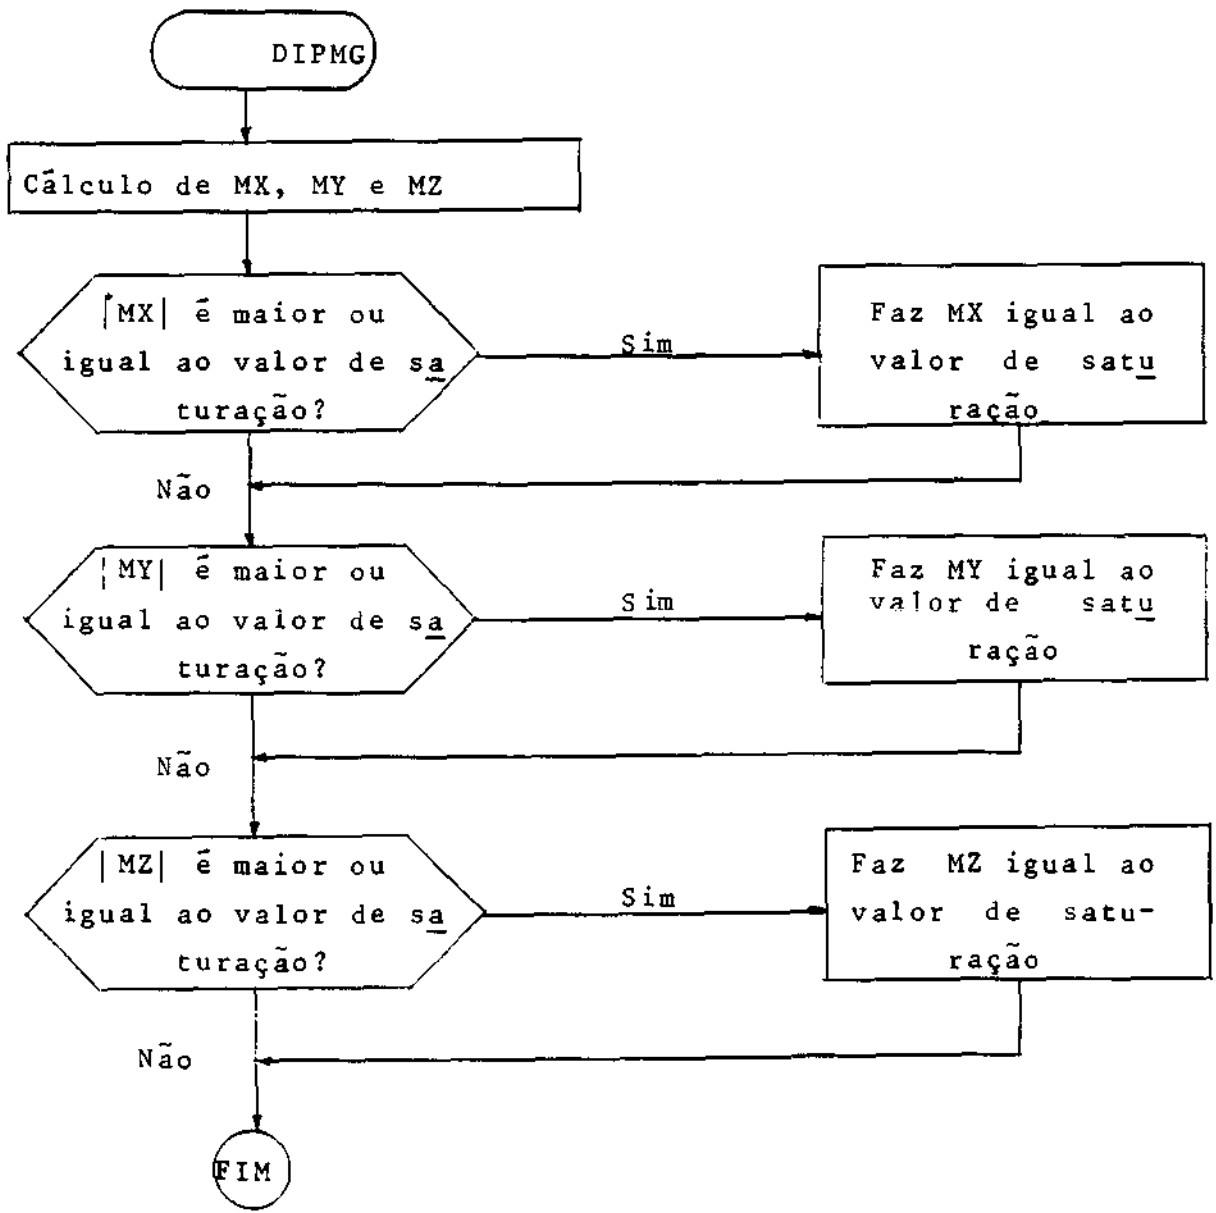 DIPMG
Cálculo de MX, MY e MZ
|MX| é maior ou
igual ao valor de sa
turação?
Sim
Faz MX igual ao
valor de satu
ração
Não
|MY| é maior ou
igual ao valor de sa
turação?
Sim
Faz MY igual ao
valor de satu
ração
Não
|MZ| é maior ou
igual ao valor de sa
turação?
Sim
Faz MZ igual ao
valor de satu-
ração
Não
FIM